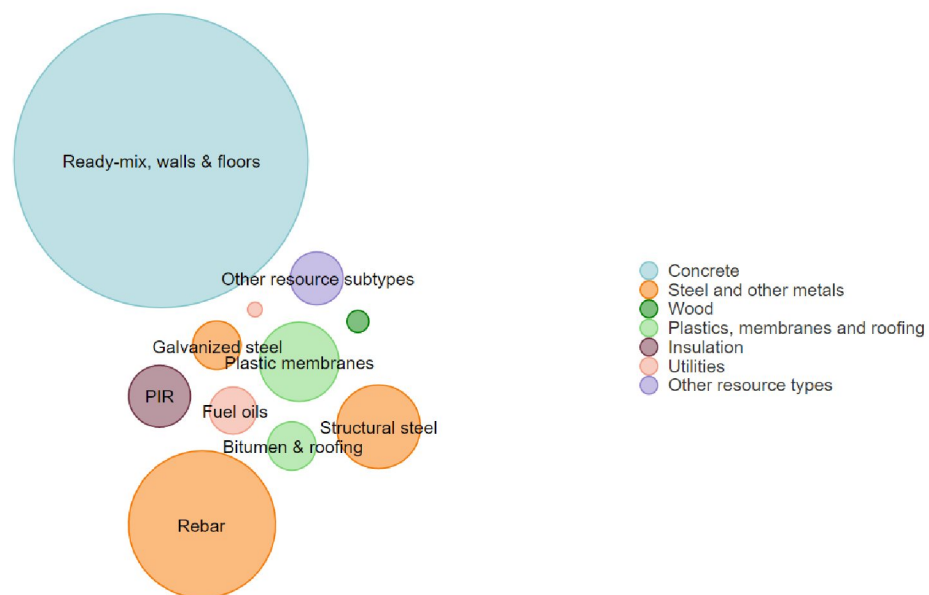 Ready-mix, walls & floors
Other resource subtypes
Galvanized steel
Plastic membranes
PIR
Fuel oils
Structural steel
Bitumen & roofing
Rebar
Concrete
Steel and other metals
Wood
Plastics, membranes and roofing
Insulation
Utilities
Other resource types